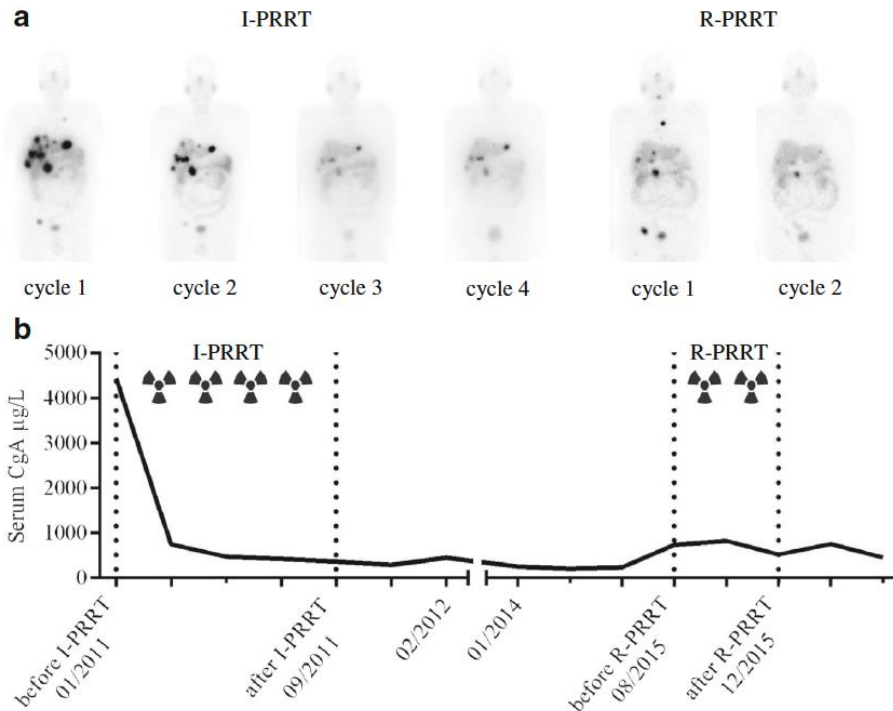 a
I-PRRT
R-PRRT
cycle 1
cycle 2
cycle 3
cycle 4
cycle 1
cycle 2
b
Serum CgA µg/L
5000
4000
3000
2000
1000
0
I-PRRT
R-PRRT
before I-PRRT
01/2011
after I-PRRT
09/2011
02/2012
01/2014
before R-PRRT
08/2015
after R-PRRT
12/2015